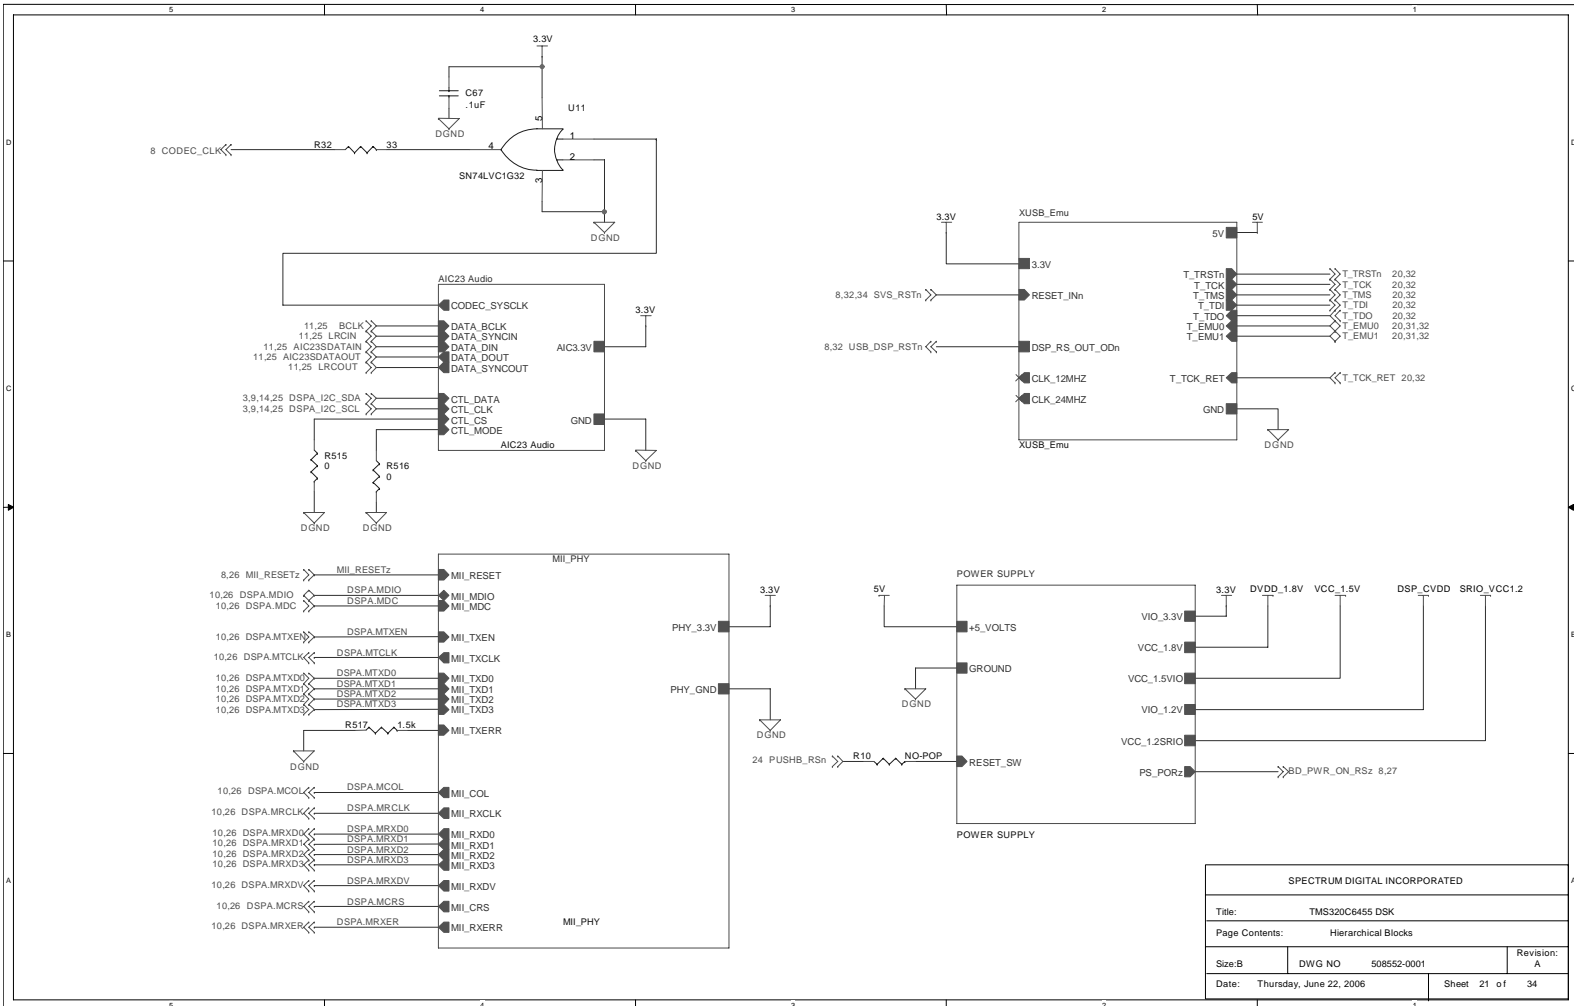 5 4 3 2 1
D
C
B
A
3.3V
C67
.1uF
DGND
U11
5
1
2
3
4
SN74LVC1G32
8 CODEC_CLK
R32 33
DGND
AIC23 Audio
CODEC_SYSCLK
11,25 BCLK DATA_BCLK
11,25 LRCIN DATA_SYNCIN
11,25 AIC23SDATAIN DATA_DIN
11,25 AIC23SDATAOUT DATA_DOUT
11,25 LRCOUT DATA_SYNCOUT
3,9,14,25 DSPA_I2C_SDA CTL_DATA
3,9,14,25 DSPA_I2C_SCL CTL_CLK
CTL_CS
CTL_MODE
AIC3.3V
3.3V
GND
DGND
AIC23 Audio
R515
0
R516
0
DGND
DGND
XUSB_Emu
3.3V
5V
5V
3.3V
8,32,34 SVS_RSTn RESET_INn
8,32 USB_DSP_RSTn DSP_RS_OUT_ODn
CLK_12MHZ
CLK_24MHZ
T_TRSTn T_TRSTn 20,32
T_TCK T_TCK 20,32
T_TMS T_TMS 20,32
T_TDI T_TDI 20,32
T_TDO T_TDO 20,32
T_EMU0 T_EMU0 20,31,32
T_EMU1 T_EMU1 20,31,32
T_TCK_RET T_TCK_RET 20,32
GND
DGND
XUSB_Emu
MII_PHY
8,26 MII_RESETz MII_RESETz MII_RESET
10,26 DSPA.MDIO DSPA.MDIO MII_MDIO
10,26 DSPA.MDC DSPA.MDC MII_MDC
10,26 DSPA.MTXEN DSPA.MTXEN MII_TXEN
10,26 DSPA.MTCLK DSPA.MTCLK MII_TXCLK
10,26 DSPA.MTXD0 DSPA.MTXD0 MII_TXD0
10,26 DSPA.MTXD1 DSPA.MTXD1 MII_TXD1
10,26 DSPA.MTXD2 DSPA.MTXD2 MII_TXD2
10,26 DSPA.MTXD3 DSPA.MTXD3 MII_TXD3
R517 1.5k MII_TXERR
DGND
10,26 DSPA.MCOL DSPA.MCOL MII_COL
10,26 DSPA.MRCLK DSPA.MRCLK MII_RXCLK
10,26 DSPA.MRXD0 DSPA.MRXD0 MII_RXD0
10,26 DSPA.MRXD1 DSPA.MRXD1 MII_RXD1
10,26 DSPA.MRXD2 DSPA.MRXD2 MII_RXD2
10,26 DSPA.MRXD3 DSPA.MRXD3 MII_RXD3
10,26 DSPA.MRXDV DSPA.MRXDV MII_RXDV
10,26 DSPA.MCRS DSPA.MCRS MII_CRS
10,26 DSPA.MRXER DSPA.MRXER MII_RXERR
MII_PHY
PHY_3.3V
3.3V
PHY_GND
DGND
POWER SUPPLY
5V
+5_VOLTS
GROUND
DGND
24 PUSHB_RSn R10 NO-POP RESET_SW
3.3V DVDD_1.8V VCC_1.5V DSP_CVDD SRIO_VCC1.2
VIO_3.3V
VCC_1.8V
VCC_1.5VIO
VIO_1.2V
VCC_1.2SRIO
PS_PORz BD_PWR_ON_RSz 8,27
POWER SUPPLY
SPECTRUM DIGITAL INCORPORATED
Title: TMS320C6455 DSK
Page Contents: Hierarchical Blocks
Size:B DWG NO 508552-0001 Revision: A
Date: Thursday, June 22, 2006 Sheet 21 of 34
D
C
B
A
5 4 3 2 1